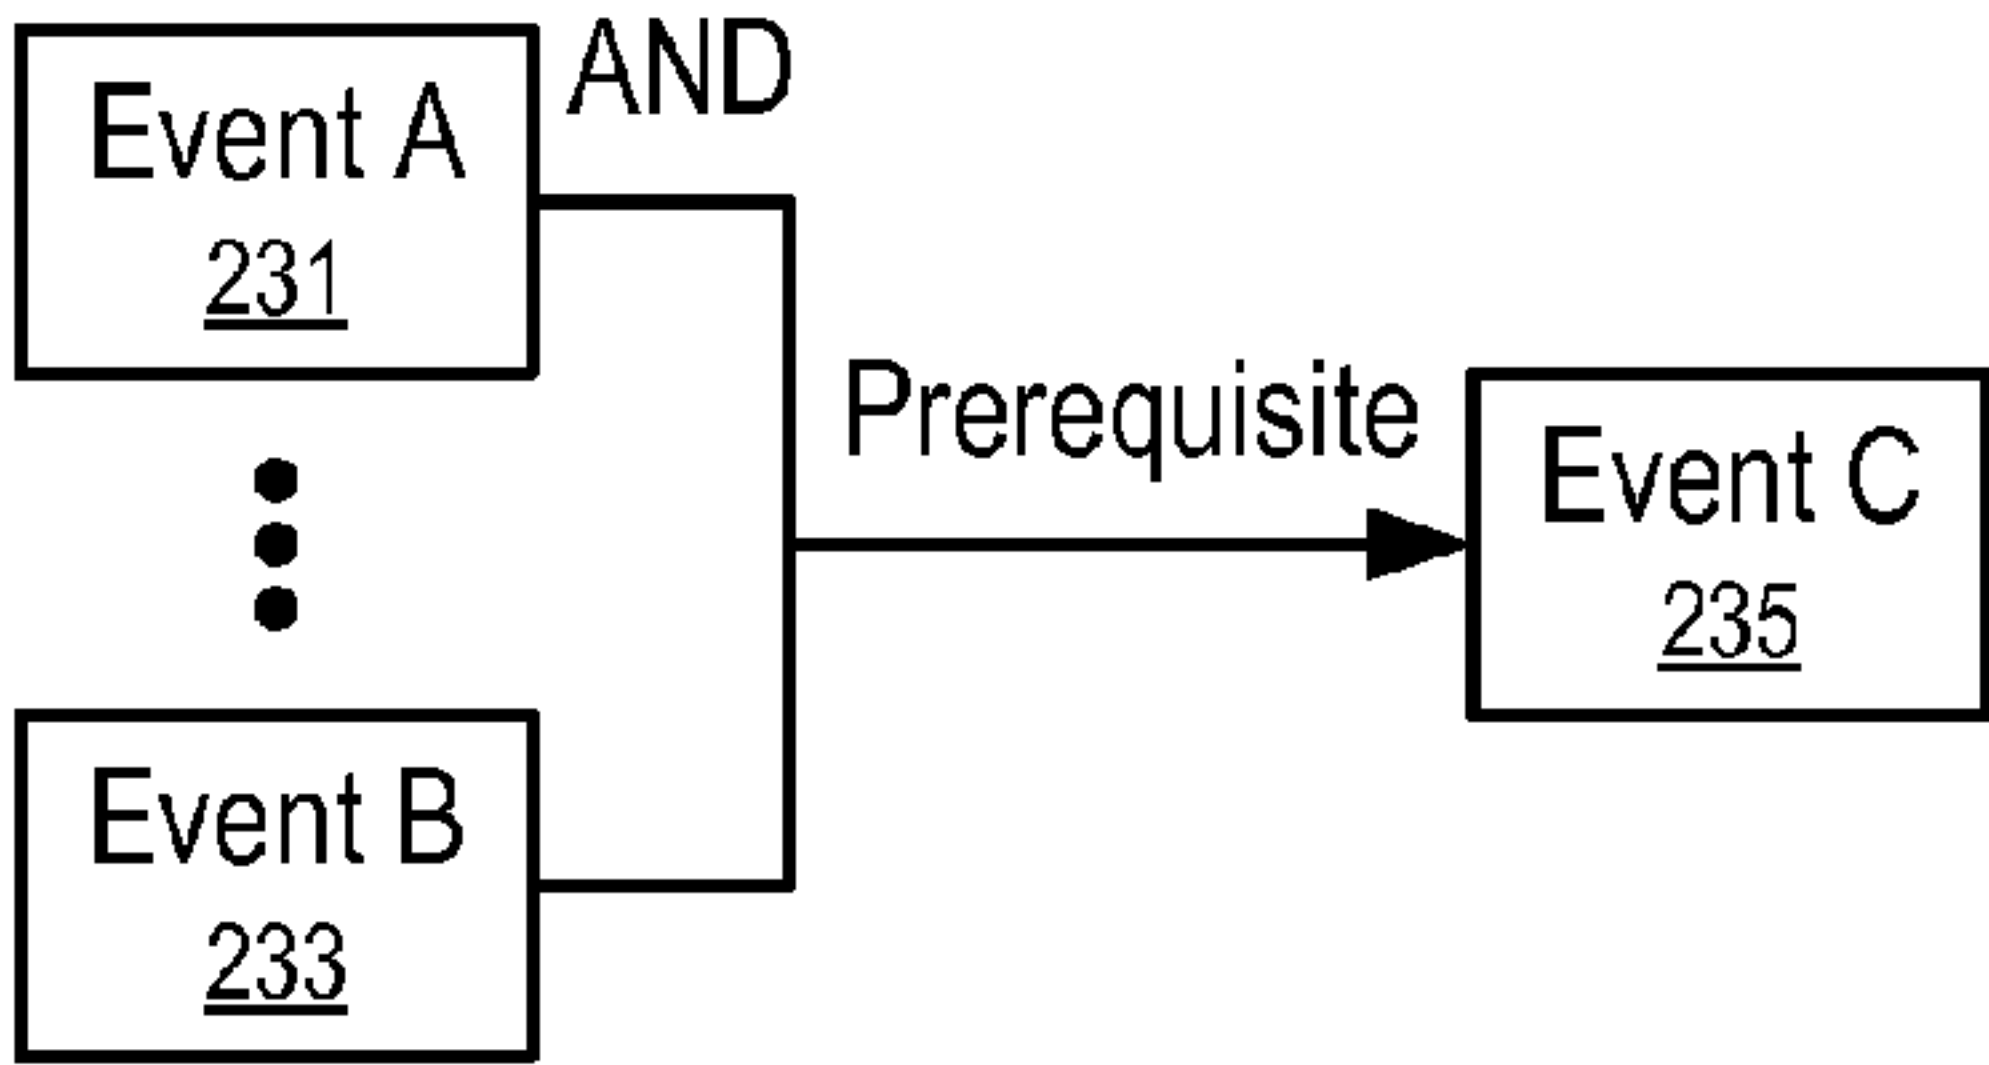 Event A
231
AND
Prerequisite
Event B
233
Event C
235